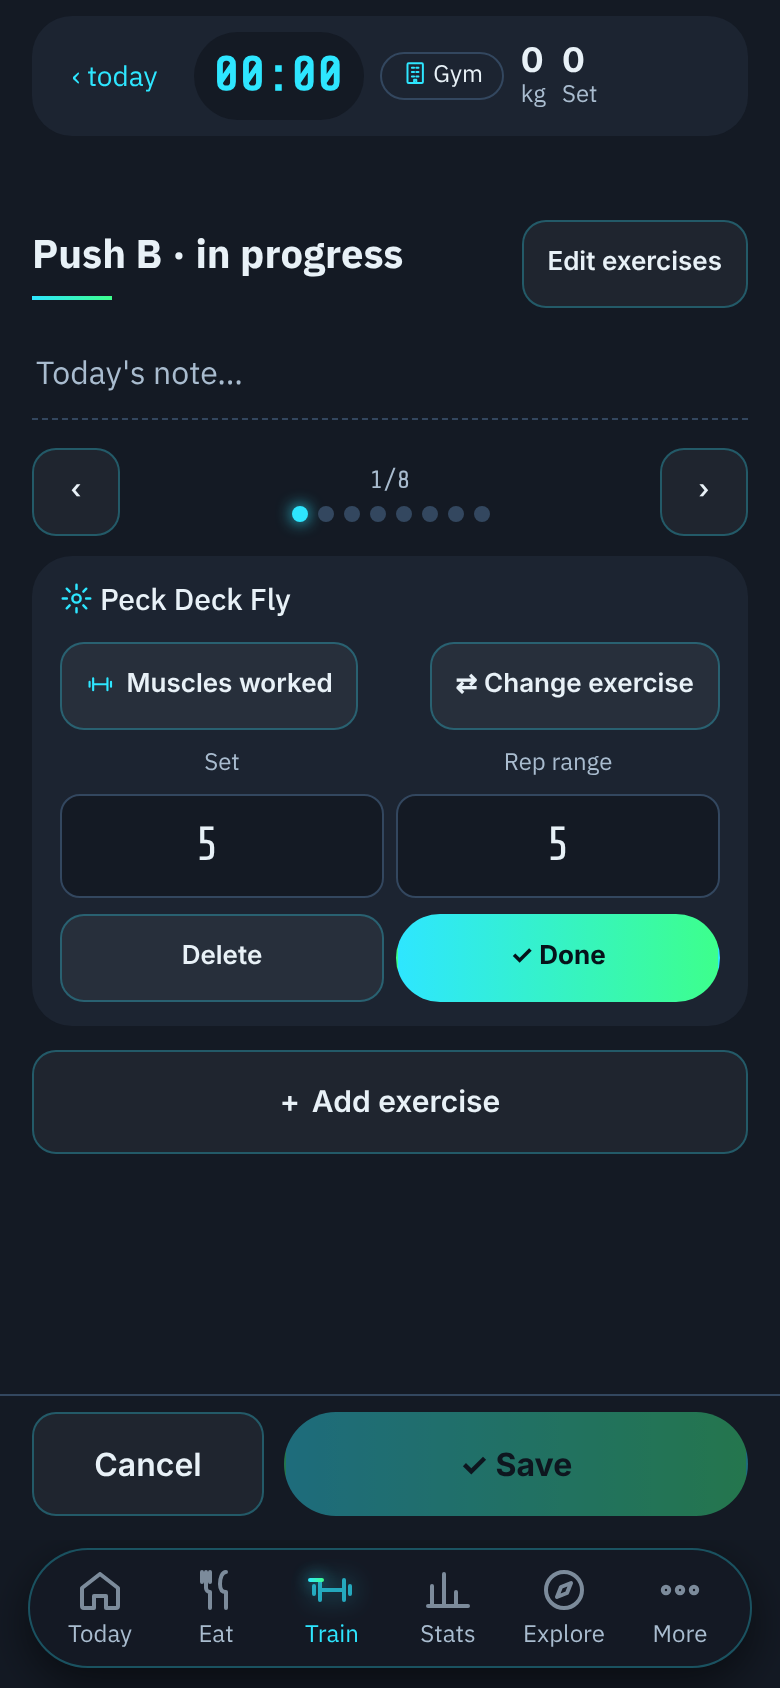 ‹ today
00:00
Gym
0 0
kg Set
Push B · in progress
Edit exercises
Today's note...
‹
1/8
›
Peck Deck Fly
Muscles worked
⇄ Change exercise
Set
Rep range
5
5
Delete
✓ Done
+ Add exercise
Cancel
✓ Save
Today
Eat
Train
Stats
Explore
More